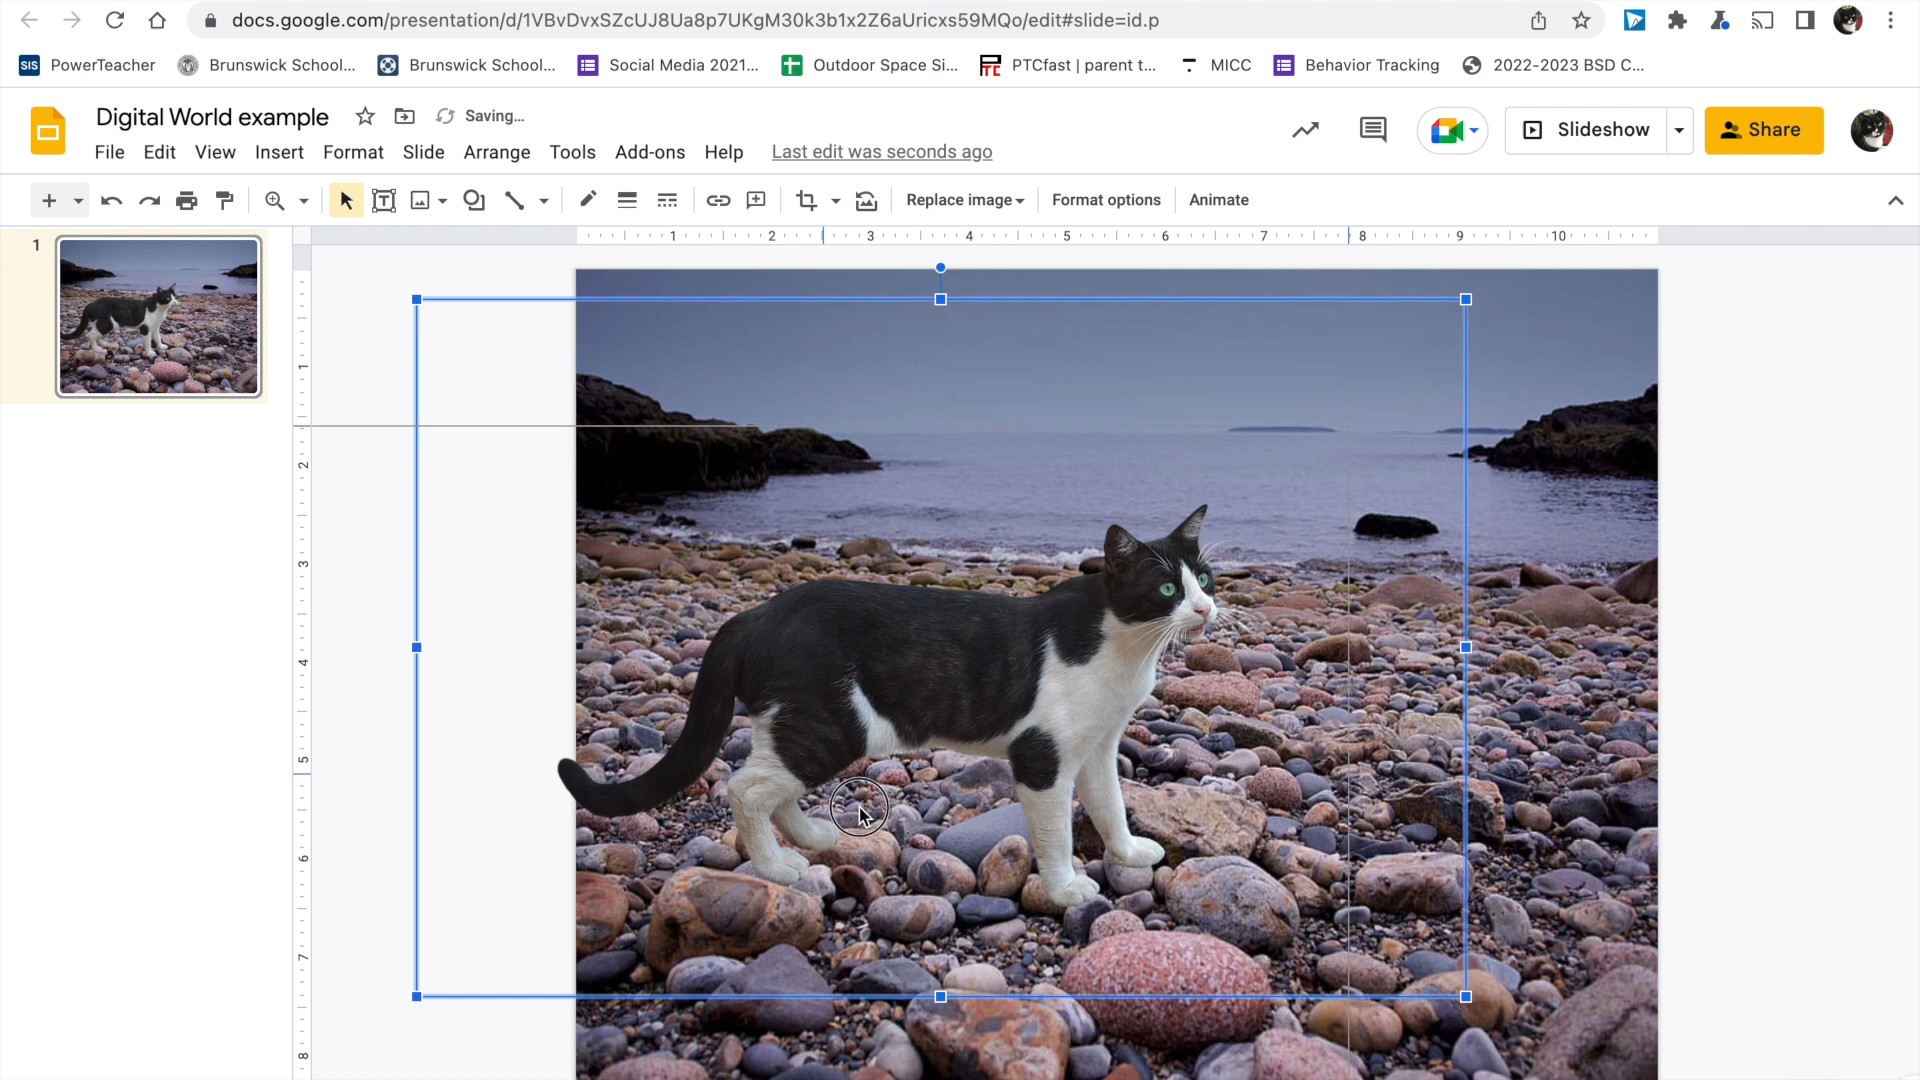 docs.google.com/presentation/d/1VBvDvxSZcUJ8Ua8p7UKgM30k3b1x2Z6aUricxs59MQo/edit#slide=id.p
SIS PowerTeacher Brunswick School... Brunswick School... Social Media 2021... Outdoor Space Si... PTC PTCfast | parent t... MICC Behavior Tracking 2022-2023 BSD C...
Digital World example Saving...
File Edit View Insert Format Slide Arrange Tools Add-ons Help Last edit was seconds ago
Slideshow Share
Replace image Format options Animate
1 2 3 4 5 6 7 8 9 10
1
1
2
3
4
5
6
7
8